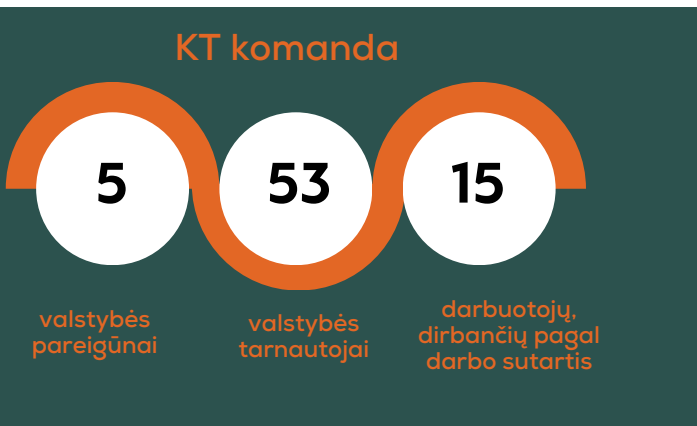 KT komanda
5
53
15
valstybės
pareigūnai
valstybės
tarnautojai
darbuotojų,
dirbančių pagal
darbo sutartis